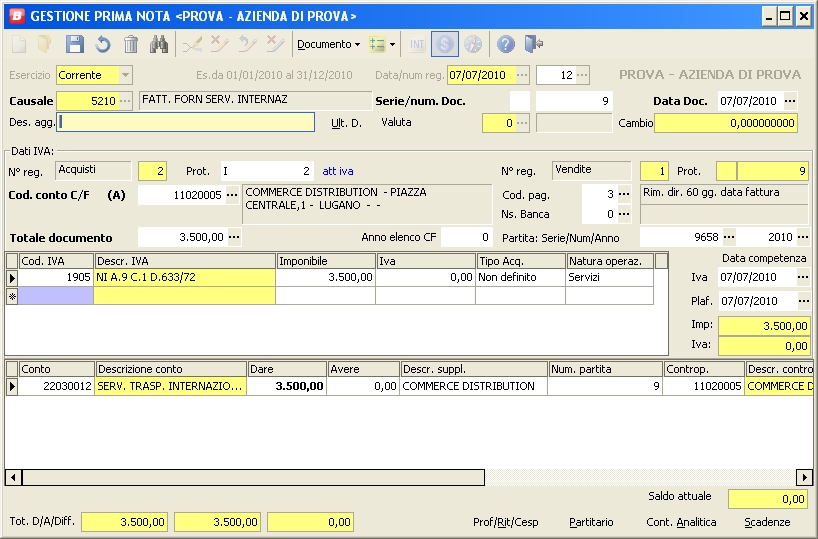 GESTIONE PRIMA NOTA <PROVA - AZIENDA DI PROVA>
Documento INT
Esercizio Corrente Es.da 01/01/2010 al 31/12/2010 Data/num reg. 07/07/2010 12 PROVA - AZIENDA DI PROVA
Causale 5210 FATT. FORN SERV. INTERNAZ Serie/num. Doc. 9 Data Doc. 07/07/2010
Des. agg. Ult. D. Valuta 0 Cambio 0,000000000
Dati IVA:
N° reg. Acquisti 2 Prot. I 2 att iva N° reg. Vendite 1 Prot. 9
Cod. conto C/F (A) 11020005 COMMERCE DISTRIBUTION - PIAZZA Cod. pag. 3 Rim. dir. 60 gg. data fattura
CENTRALE,1 - LUGANO - - Ns. Banca 0
Totale documento 3.500,00 Anno elenco CF 0 Partita: Serie/Num/Anno 9658 2010
Cod. IVA Descr. IVA Imponibile Iva Tipo Acq. Natura operaz. Data competenza
1905 NI A.9 C.1 D.633/72 3.500,00 0,00 Non definito Servizi Iva 07/07/2010
Plaf. 07/07/2010
Imp: 3.500,00
Iva: 0,00
Conto Descrizione conto Dare Avere Descr. suppl. Num. partita Controp. Descr. contro
22030012 SERV. TRASP. INTERNAZIO... 3.500,00 0,00 COMMERCE DISTRIBUTION 9 11020005 COMMERCE D
Saldo attuale 0,00
Tot. D/A/Diff. 3.500,00 3.500,00 0,00 Prof/Rit/Cesp Partitario Cont. Analitica Scadenze